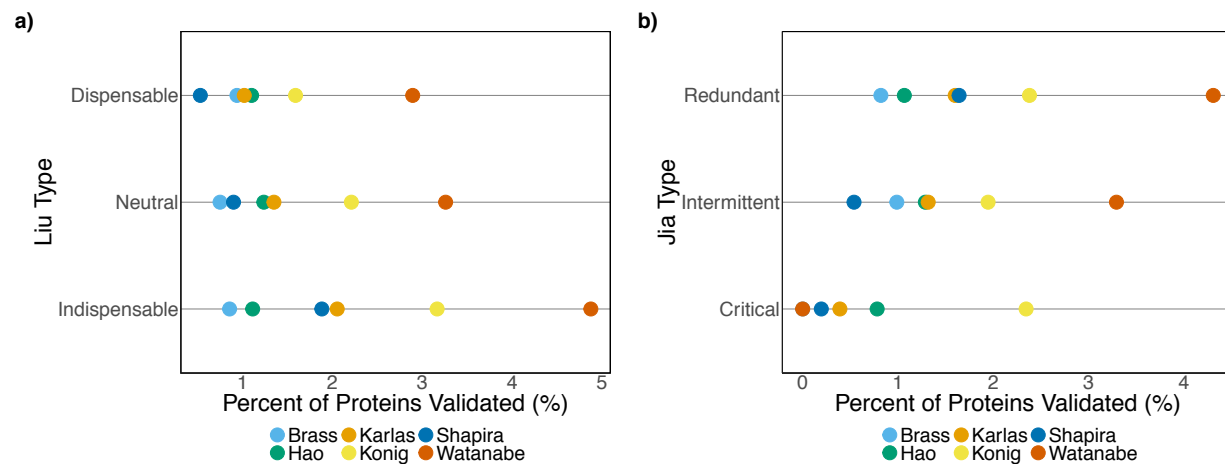 a)
Liu Type
Dispensable
Neutral
Indispensable
1 2 3 4 5
Percent of Proteins Validated (%)
Brass Karlas Shapira
Hao Konig Watanabe
b)
Jia Type
Redundant
Intermittent
Critical
0 1 2 3 4
Percent of Proteins Validated (%)
Brass Karlas Shapira
Hao Konig Watanabe